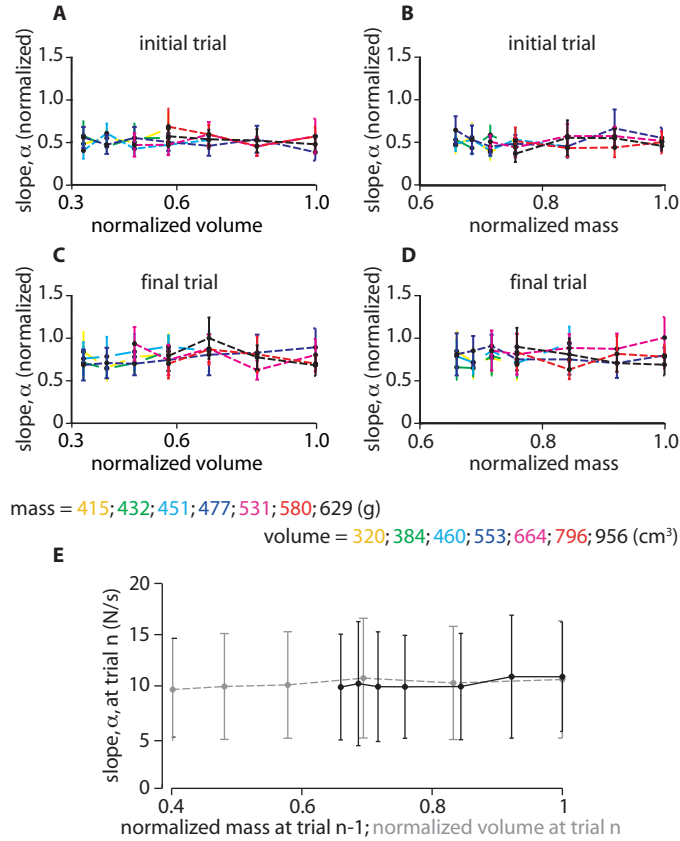 A
B
initial trial
initial trial
slope, α (normalized)
1.5
1.0
0.5
0
0.3
0.6
1.0
normalized volume
slope, α (normalized)
1.5
1.0
0.5
0
0.6
0.8
1.0
normalized mass
C
D
final trial
final trial
slope, α (normalized)
1.5
1.0
0.5
0
0.3
0.6
1.0
normalized volume
slope, α (normalized)
1.5
1.0
0.5
0
0.6
0.8
1.0
normalized mass
mass = 415; 432; 451; 477; 531; 580; 629 (g)
volume = 320; 384; 460; 553; 664; 796; 956 (cm³)
E
slope, α, at trial n (N/s)
20
15
10
5
0
0.4
0.6
0.8
1
normalized mass at trial n-1; normalized volume at trial n